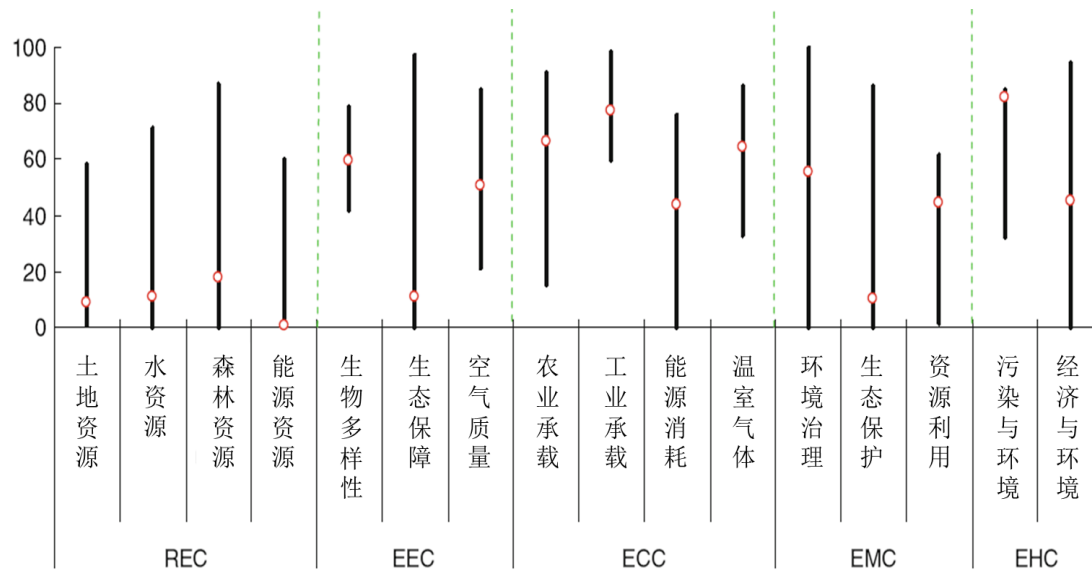 100
80
60
40
20
0
土地资源
水资源
森林资源
能源资源
生物多样性
生态保障
空气质量
农业承载
工业承载
能源消耗
温室气体
环境治理
生态保护
资源利用
污染与环境
经济与环境
REC
EEC
ECC
EMC
EHC